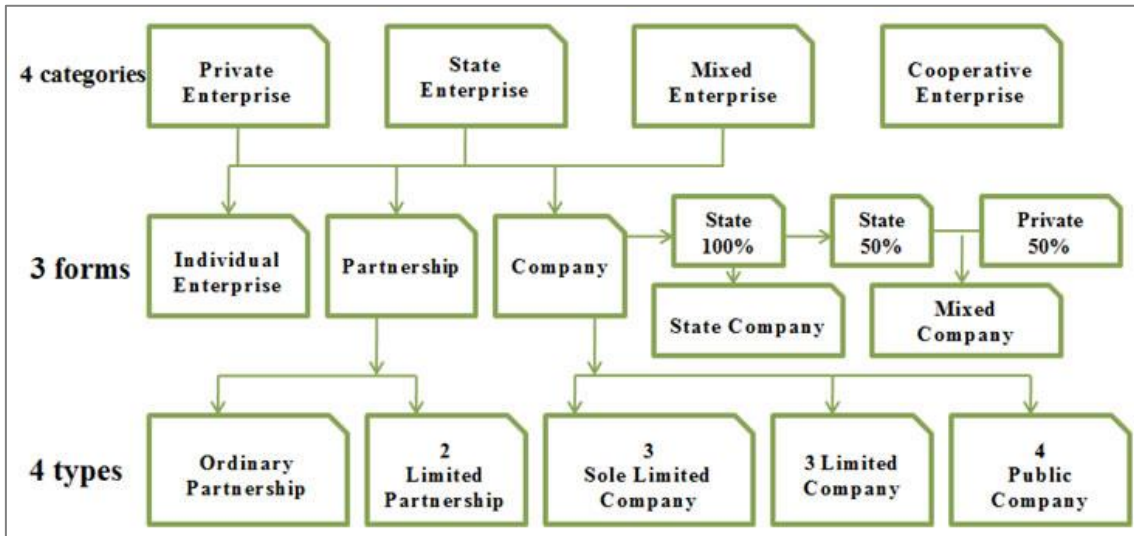 4 categories
Private
Enterprise
State
Enterprise
Mixed
Enterprise
Cooperative
Enterprise
3 forms
Individual
Enterprise
Partnership
Company
State
100%
State
50%
Private
50%
State Company
Mixed
Company
4 types
Ordinary
Partnership
2
Limited
Partnership
3
Sole Limited
Company
3 Limited
Company
4
Public
Company